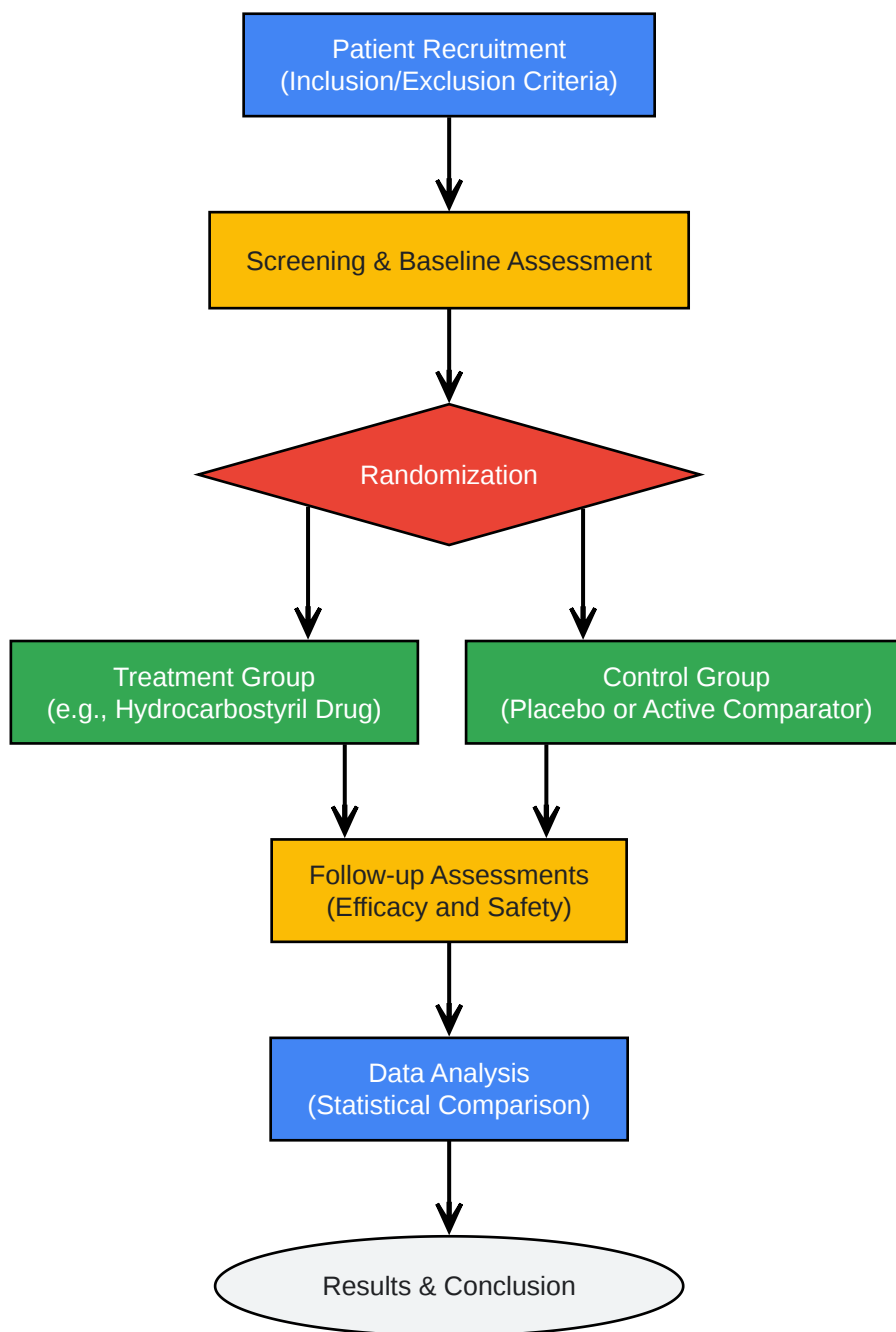 Patient Recruitment
(Inclusion/Exclusion Criteria)
Screening & Baseline Assessment
Randomization
Treatment Group
(e.g., Hydrocarbostyril Drug)
Control Group
(Placebo or Active Comparator)
Follow-up Assessments
(Efficacy and Safety)
Data Analysis
(Statistical Comparison)
Results & Conclusion